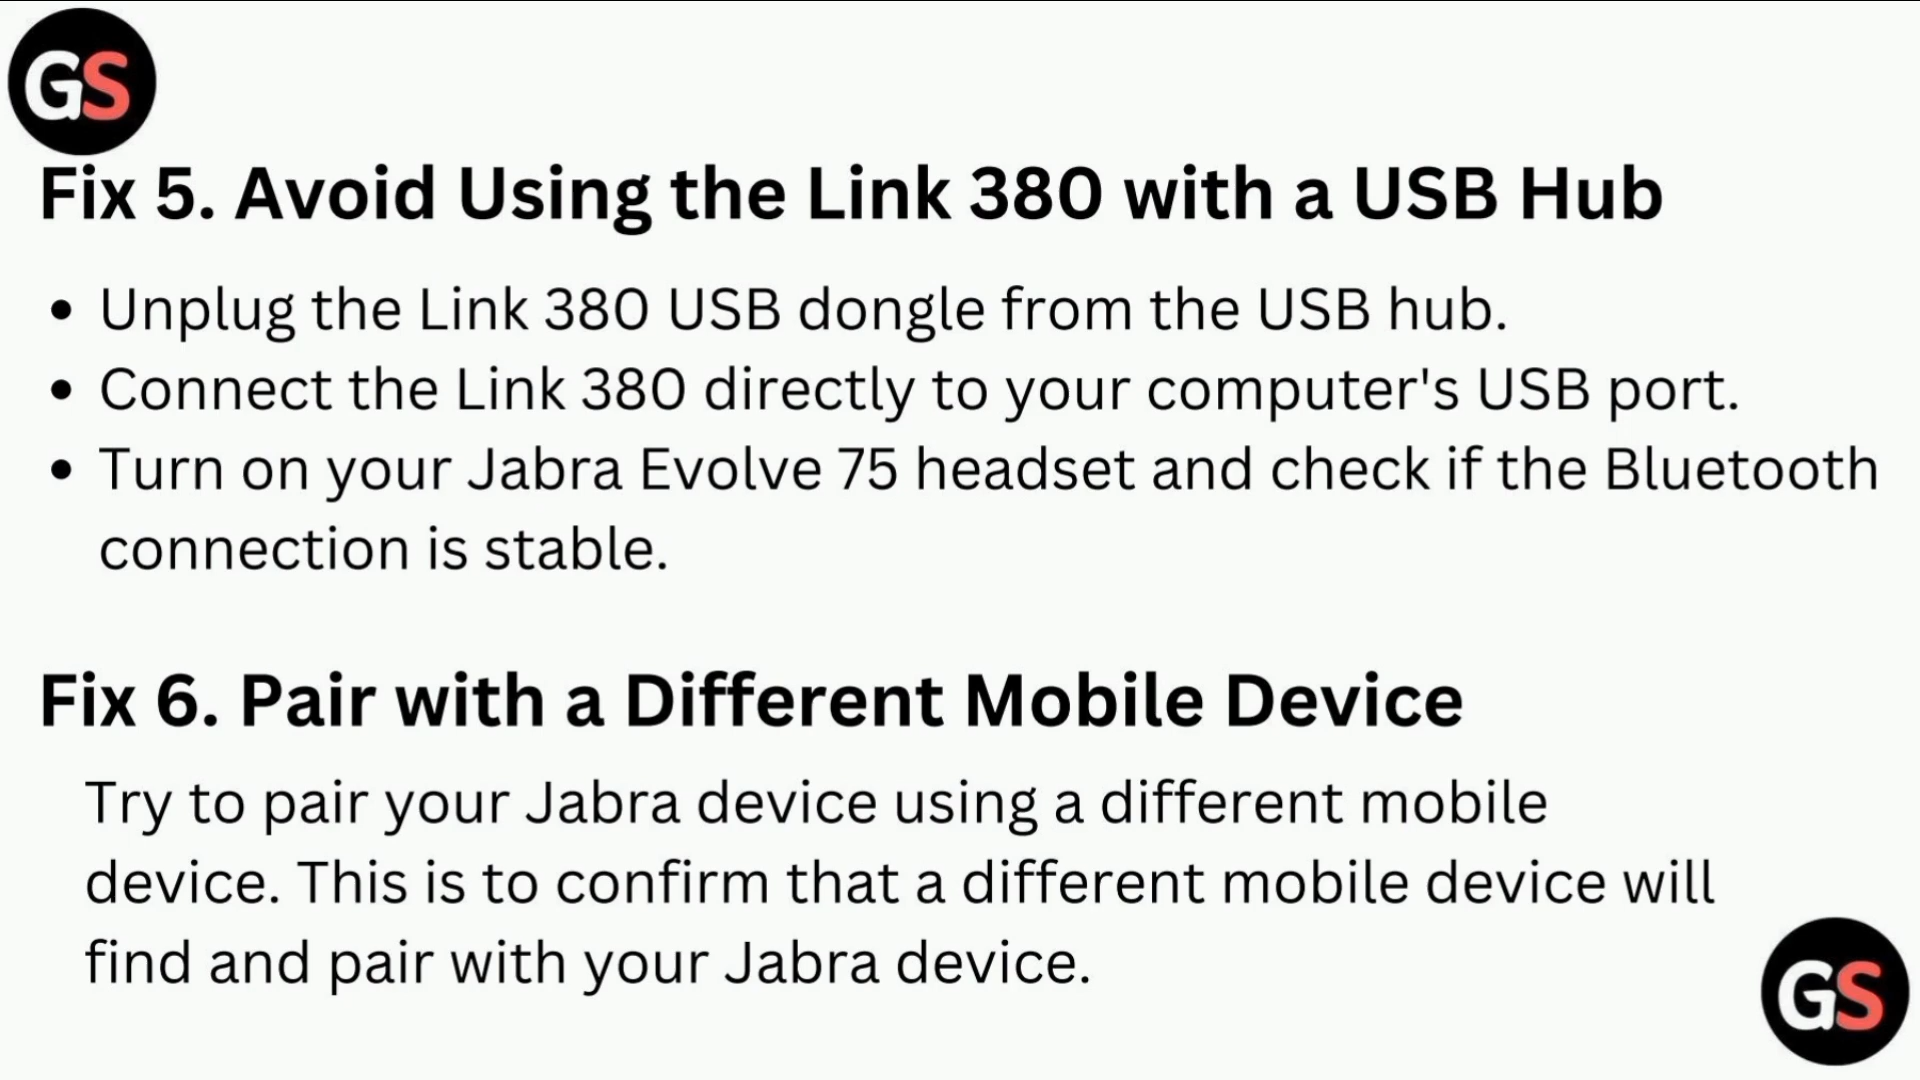 GS
Fix 5. Avoid Using the Link 380 with a USB Hub
• Unplug the Link 380 USB dongle from the USB hub.
• Connect the Link 380 directly to your computer's USB port.
• Turn on your Jabra Evolve 75 headset and check if the Bluetooth
connection is stable.
Fix 6. Pair with a Different Mobile Device
Try to pair your Jabra device using a different mobile
device. This is to confirm that a different mobile device will
find and pair with your Jabra device.
GS